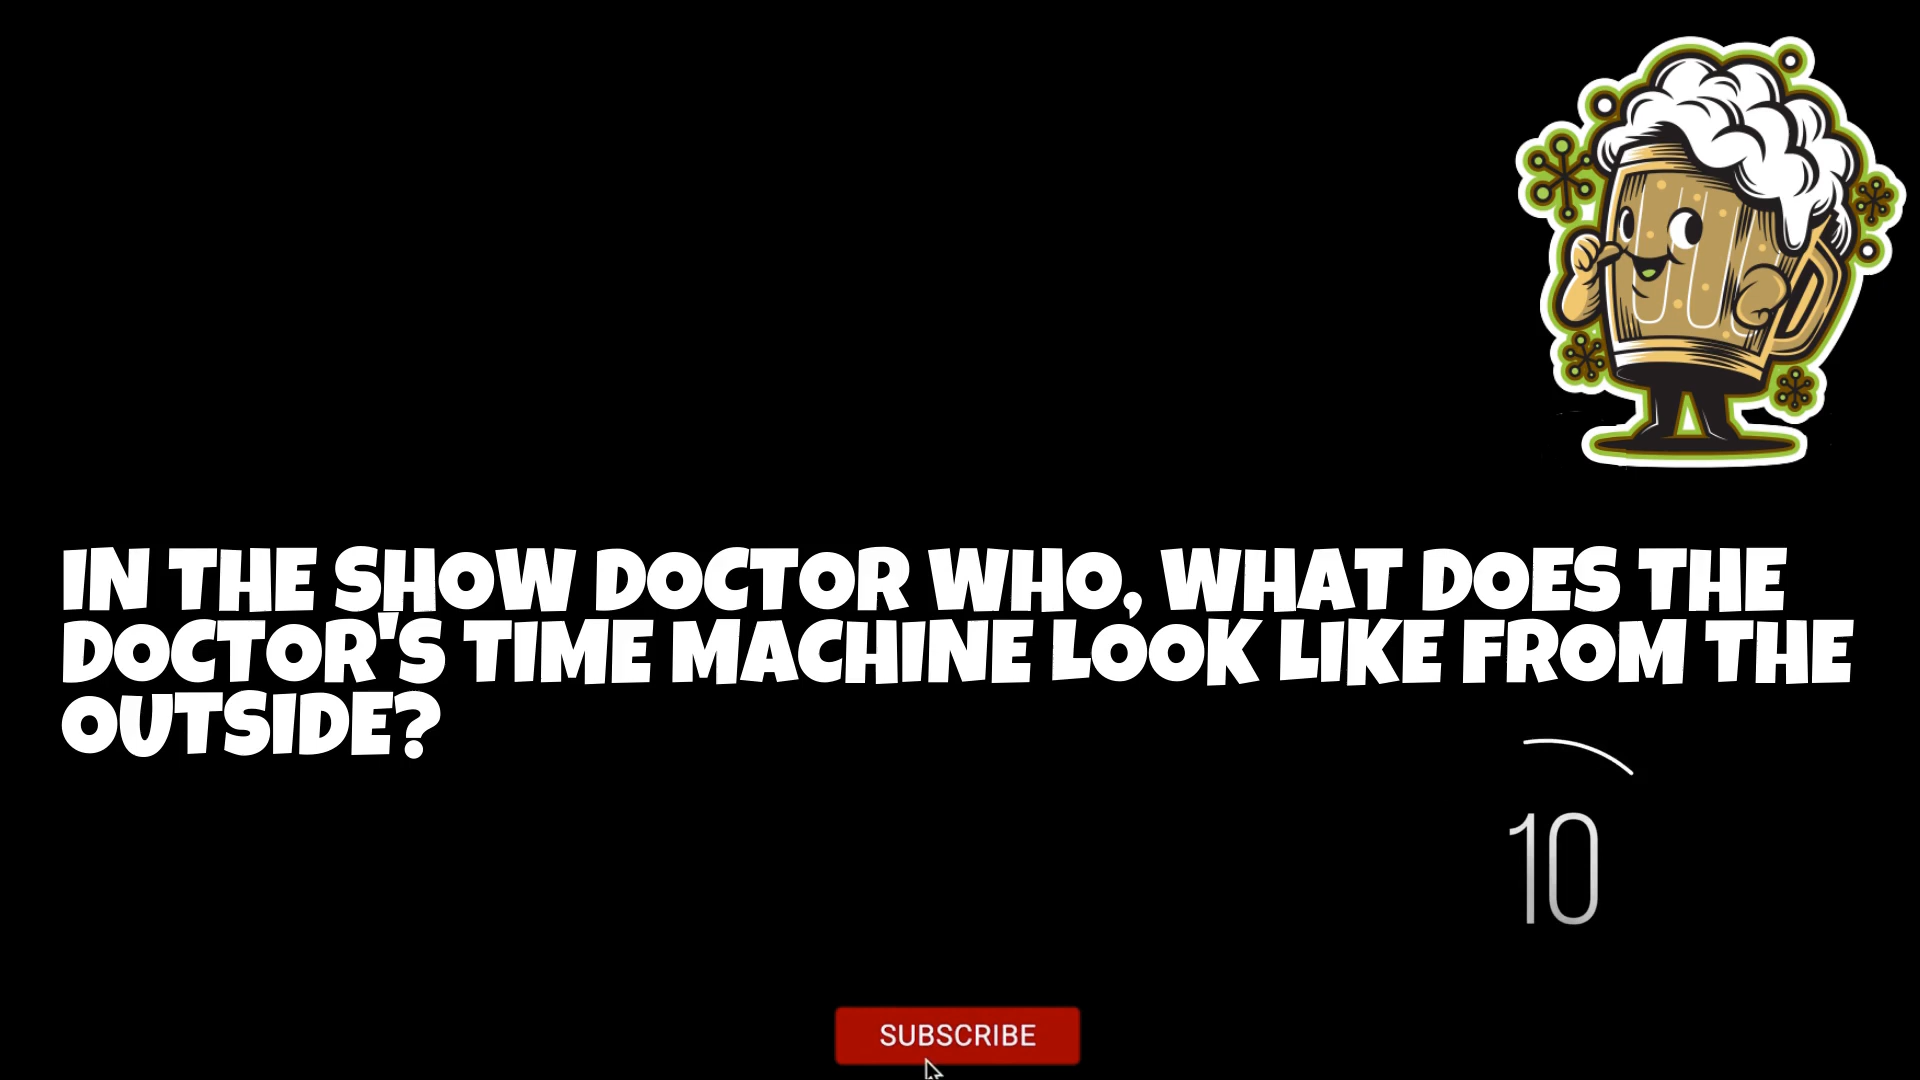 IN THE SHOW DOCTOR WHO, WHAT DOES THE
DOCTOR'S TIME MACHINE LOOK LIKE FROM THE
OUTSIDE?
10
SUBSCRIBE